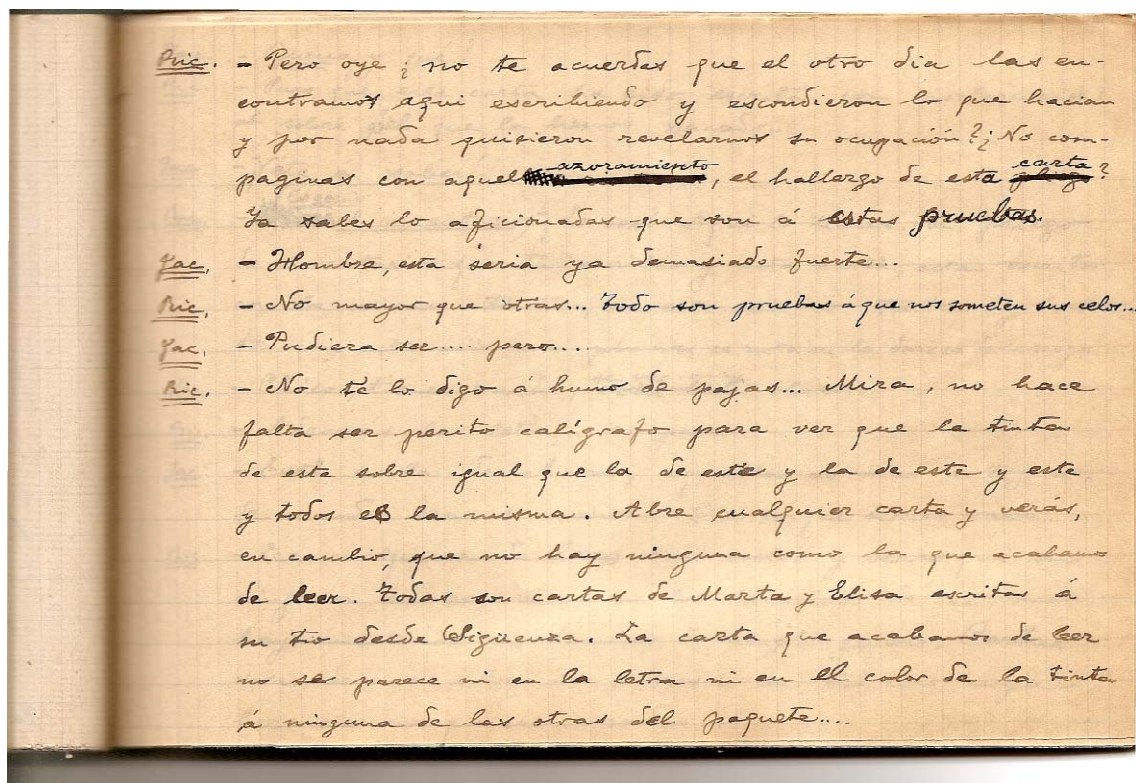 Ric. - Pero oye ¿ no te acuerdas que el otro dia las en-
contramos aqui escribiendo y escondieron lo que hacian
y por nada quisieron revelarnos su ocupación? ¿No com-
paginas con aquel azoramiento, el hallazgo de esta carta?
Ya sabes lo aficionadas que son á estas pruebas.
Jac. - Hombre, esta seria ya demasiado fuerte...
Ric. - No mayor que otras... Todo son pruebas á que nos someten sus celos...
Jac. - Pudiera ser.... pero....
Ric. - No te lo digo á humo de pajas... Mira, no hace
falta ser perito calígrafo para ver que la tinta
de este sobre igual que la de este y la de este y este
y todos es la misma. Abre cualquier carta y verás,
en cambio, que no hay ninguna como la que acabamos
de leer. Todas son cartas de Marta y Elisa escritas á
su tio desde Sigüenza. La carta que acabamos de leer
no se parece ni en la letra ni en el color de la tinta
á ninguna de las otras del paquete....